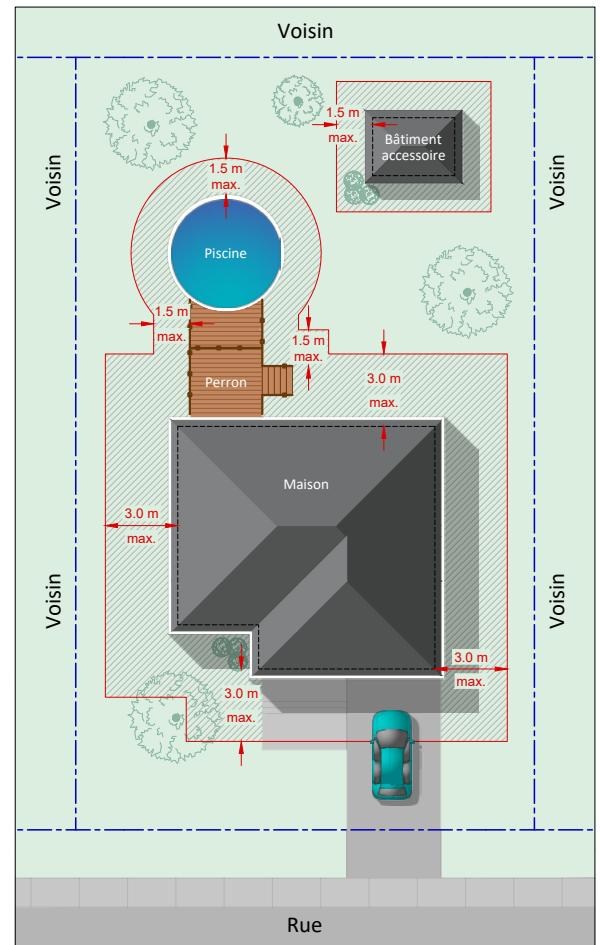 Voisin
1.5 m
max.
Bâtiment
accessoire
Voisin
Voisin
1.5 m
max.
Piscine
1.5 m
max.
1.5 m
max.
Perron
3.0 m
max.
Maison
3.0 m
max.
Voisin
Voisin
3.0 m
max.
3.0 m
Rue